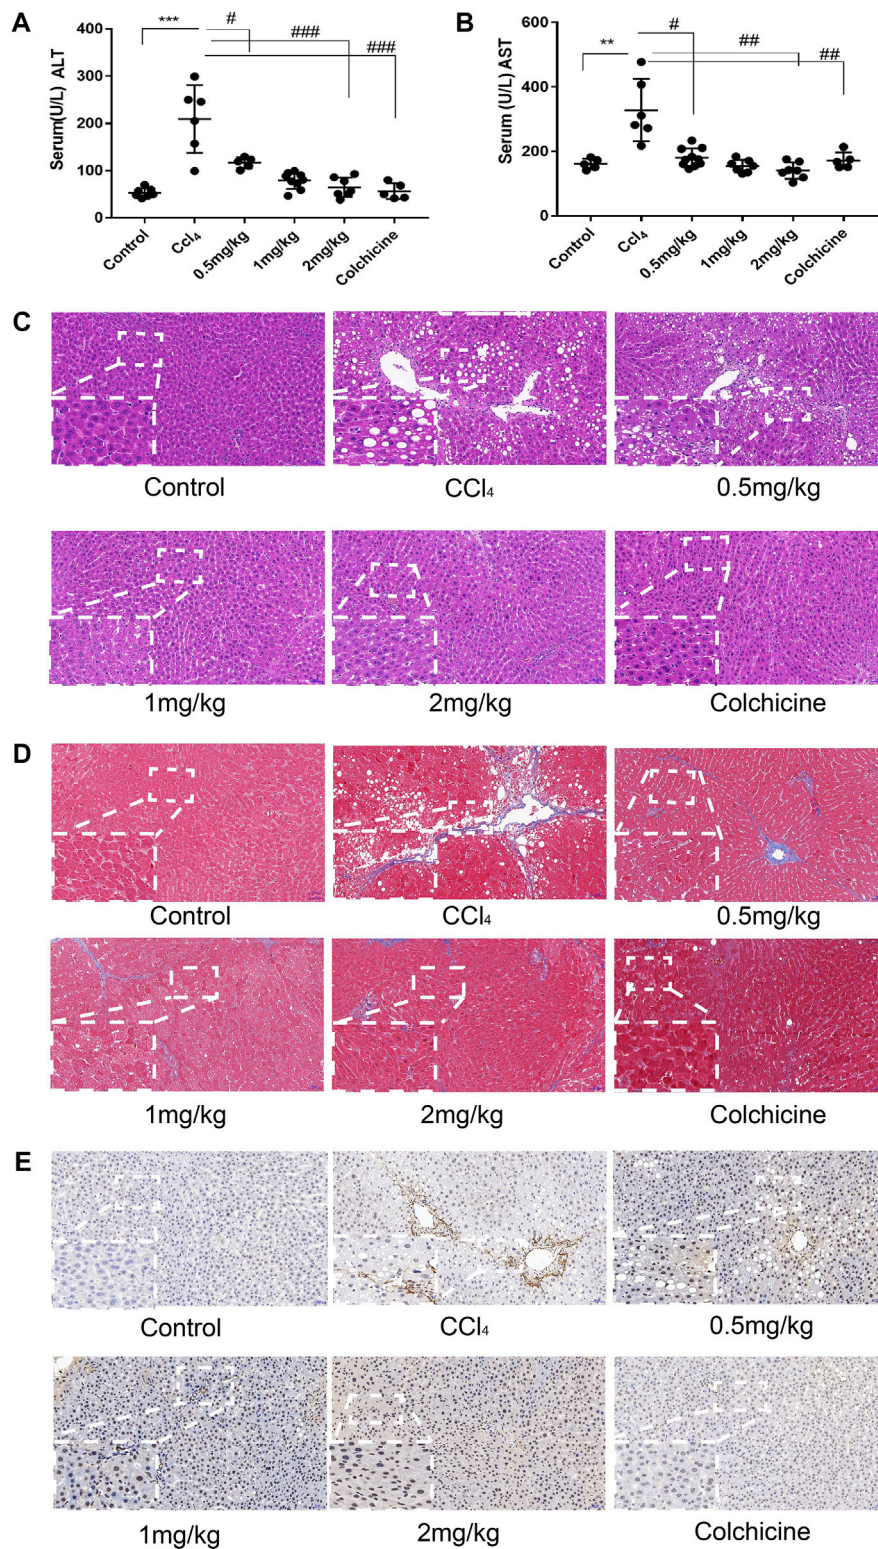 A
Serum(U/L) ALT
400
300
200
100
0
***
#
###
###
Control
Ccl₄
0.5mg/kg
1mg/kg
2mg/kg
Colchicine
B
Serum (U/L) AST
600
400
200
0
**
#
##
##
Control
Ccl₄
0.5mg/kg
1mg/kg
2mg/kg
Colchicine
C
Control
CCl₄
0.5mg/kg
1mg/kg
2mg/kg
Colchicine
D
Control
CCl₄
0.5mg/kg
1mg/kg
2mg/kg
Colchicine
E
Control
CCl₄
0.5mg/kg
1mg/kg
2mg/kg
Colchicine